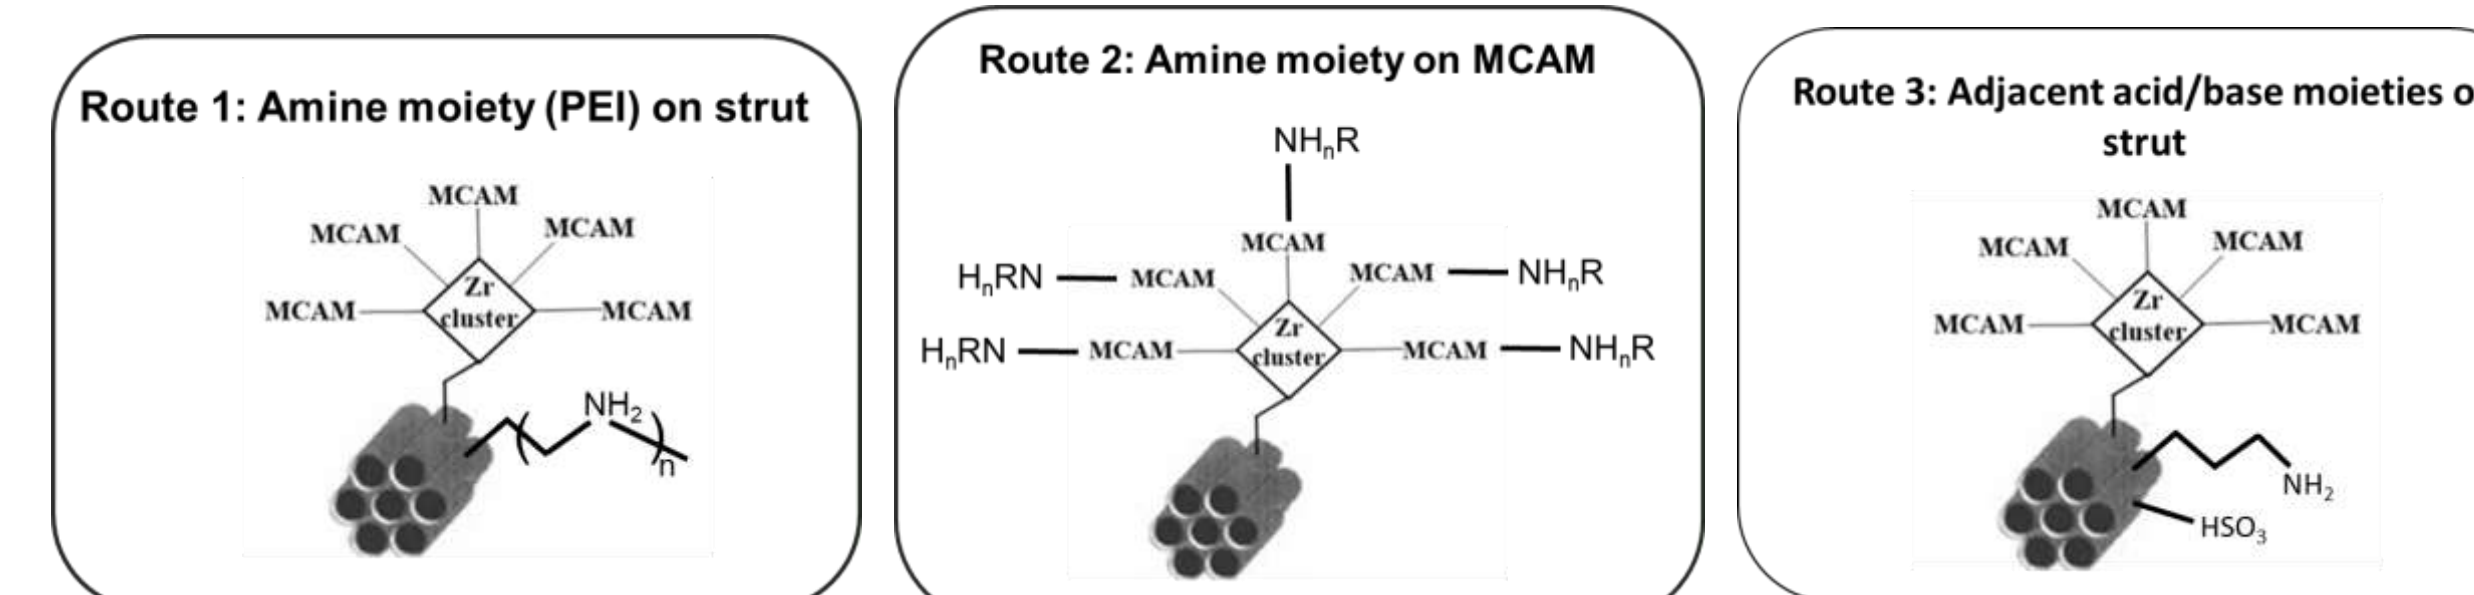 Route 1: Amine moiety (PEI) on strut
MCAM
MCAM
MCAM
MCAM
Zr
cluster
MCAM
NH2
n
Route 2: Amine moiety on MCAM
NHnR
MCAM
HnRN
MCAM
MCAM
NHnR
HnRN
MCAM
Zr
cluster
MCAM
NHnR
Route 3: Adjacent acid/base moieties o
strut
MCAM
MCAM
MCAM
MCAM
Zr
cluster
MCAM
NH2
HSO3